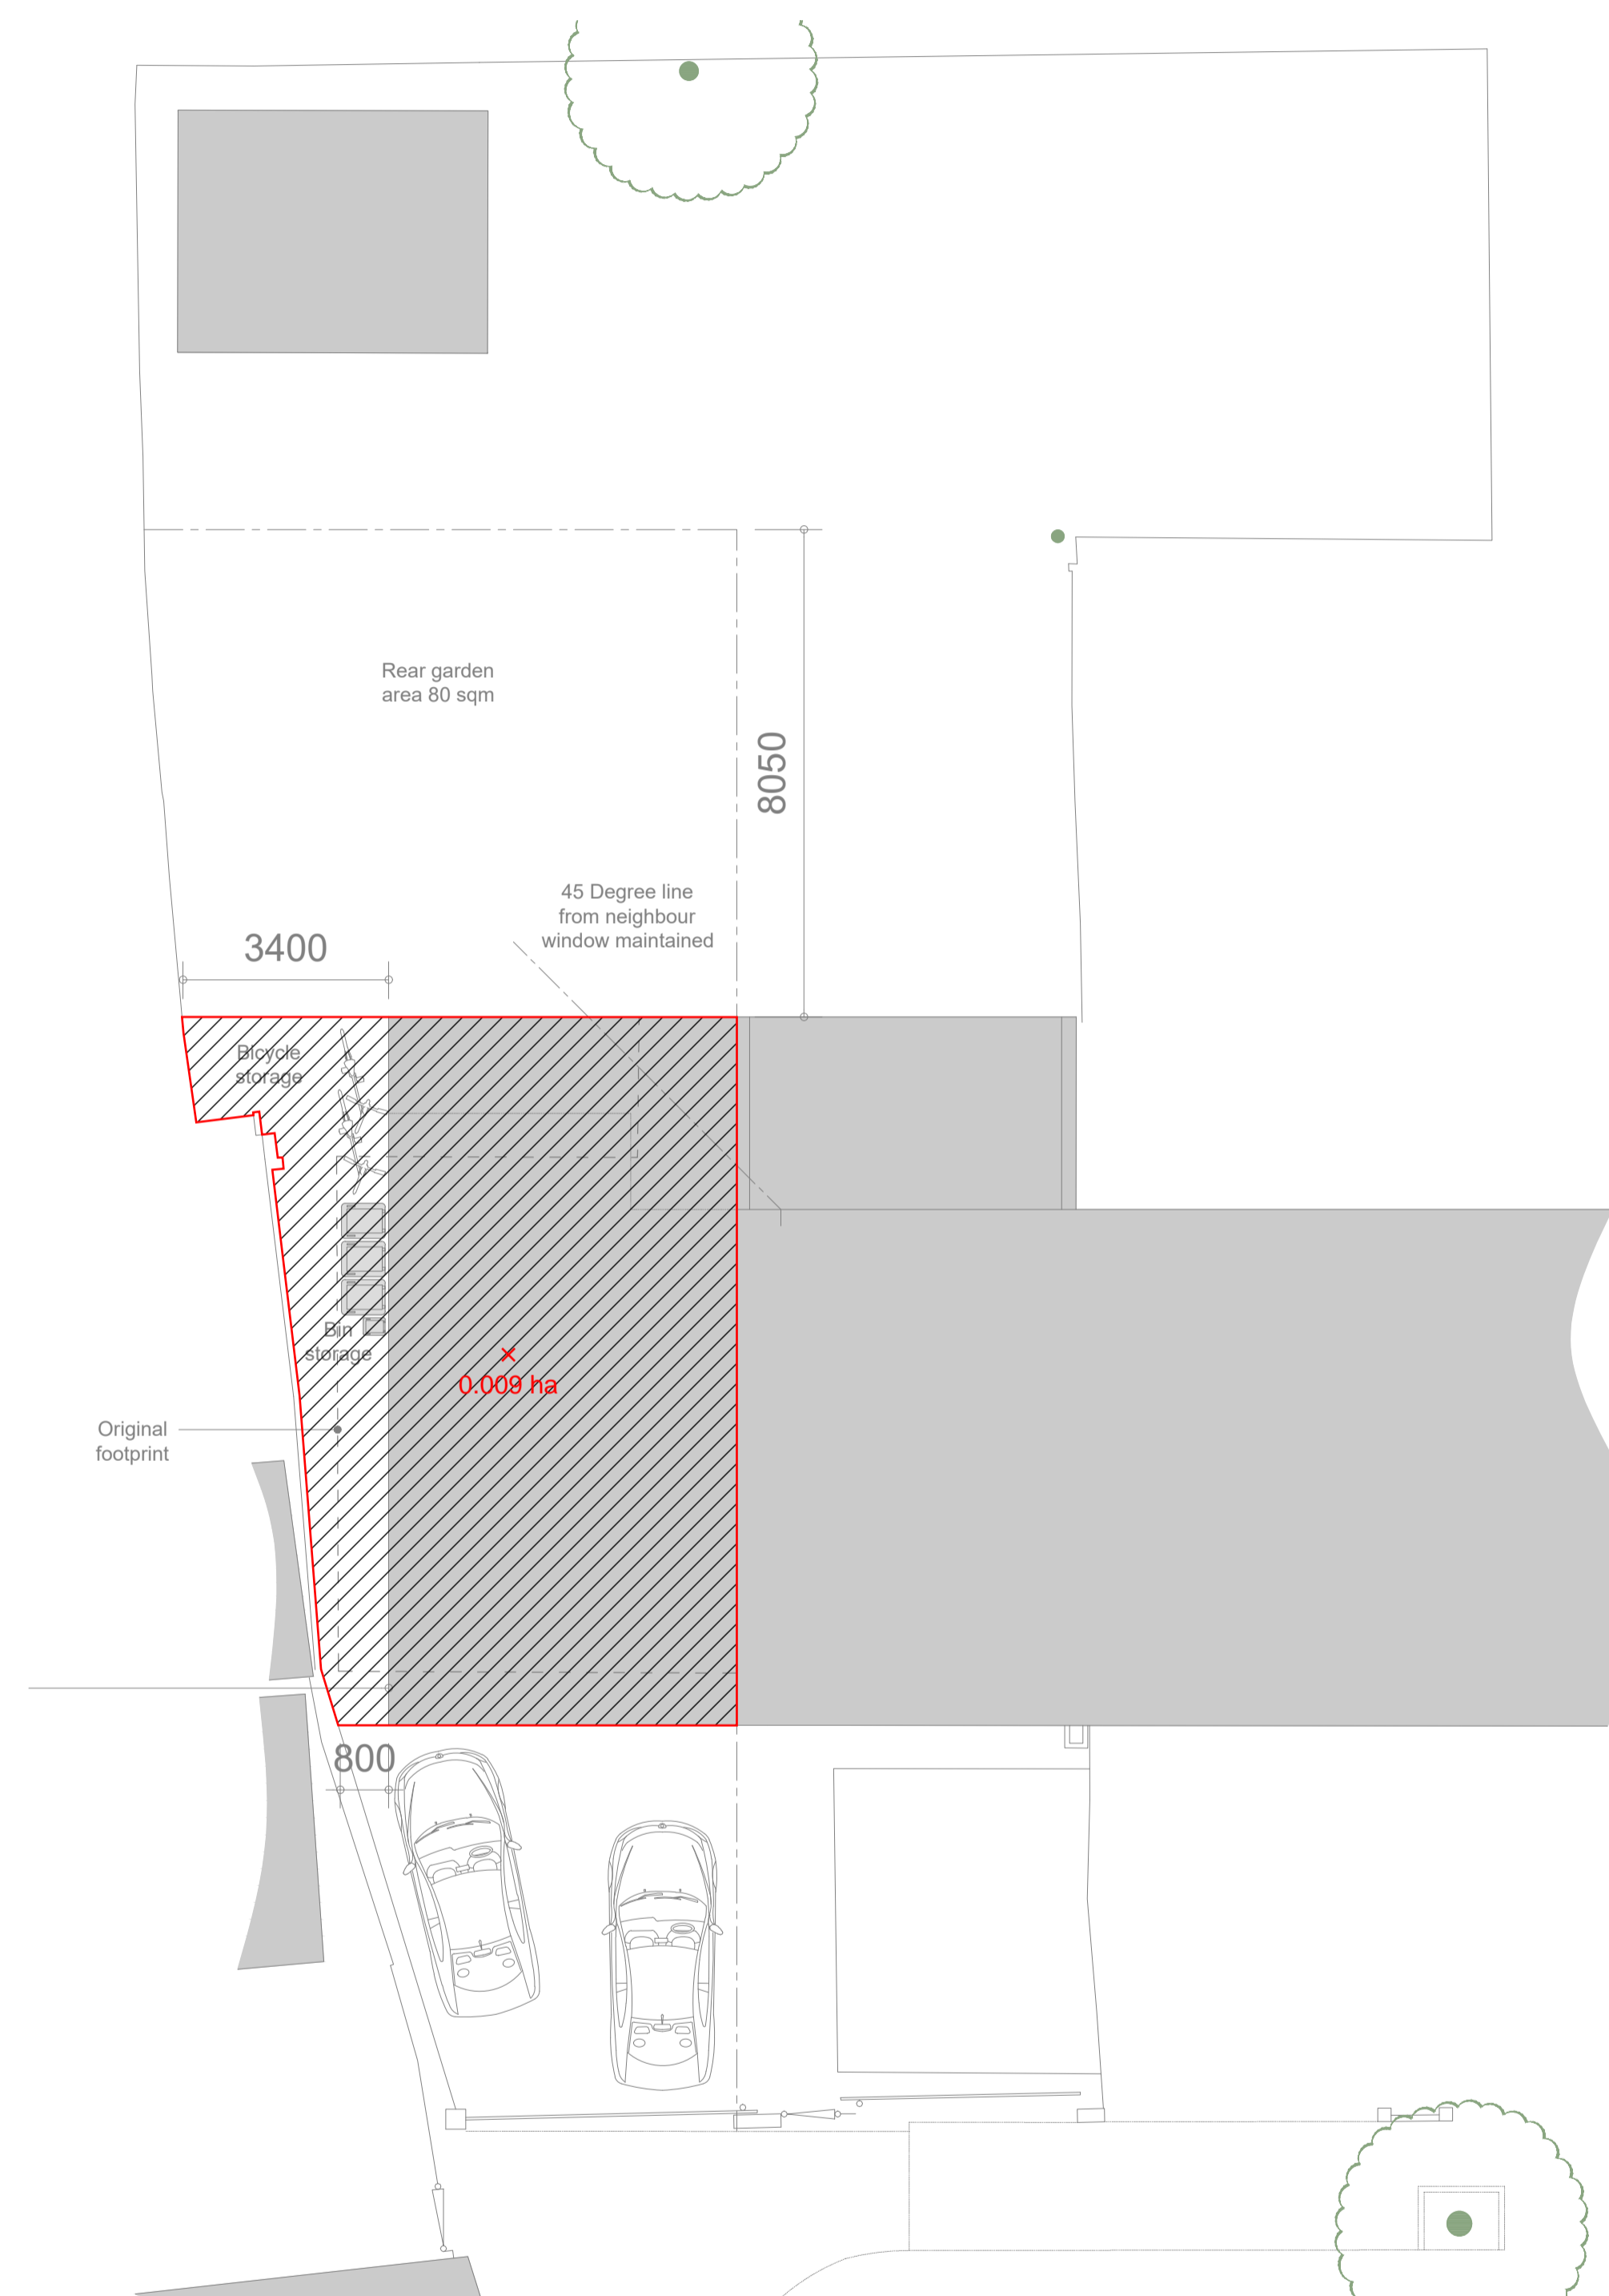 Rear garden
area 80 sqm
8050
45 Degree line
from neighbour
window maintained
3400
Bicycle
storage
Bin
storage
0.009 ha
Original
footprint
800